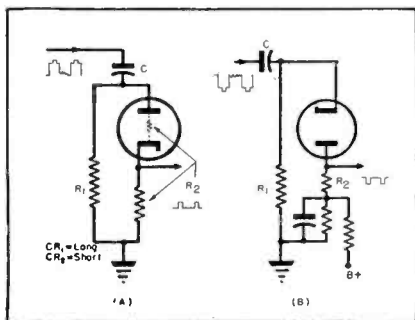 C
R₁
R₂
CR₁=Long
CR₂=Short
(A)
C
R₁
R₂
B+
(B)